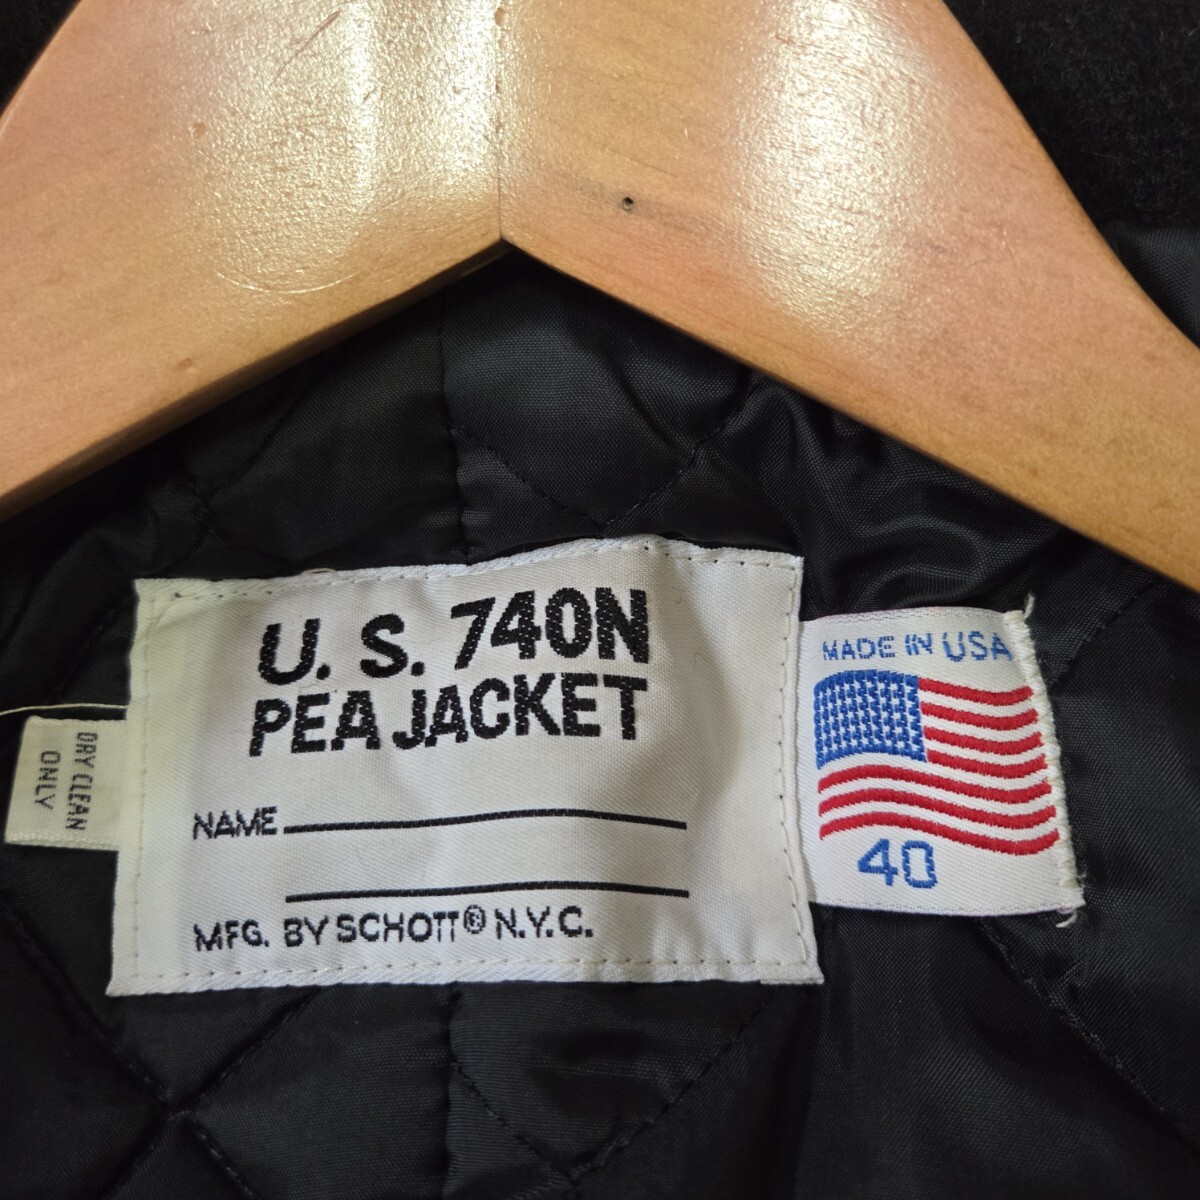 U. S. 740N
PEA JACKET
NAME
MFG. BY SCHOTT® N.Y.C.
MADE IN USA
40
DRY CLEAN
ONLY